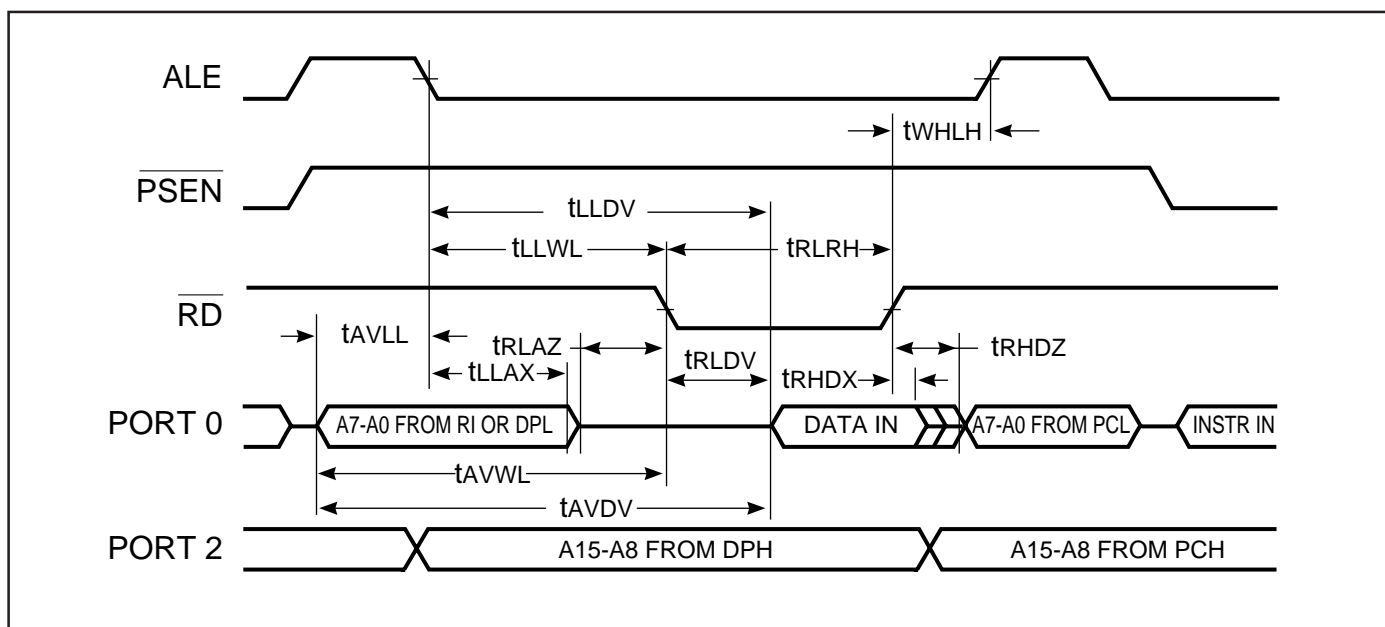 ALE
tWHLH
PSEN
tLLDV
tLLWL
tRLRH
RD
tAVLL
tRLAZ
tRLDV
tRHDZ
tLLAX
tRHDX
PORT 0
A7-A0 FROM RI OR DPL
DATA IN
A7-A0 FROM PCL
INSTR IN
tAVWL
tAVDV
PORT 2
A15-A8 FROM DPH
A15-A8 FROM PCH